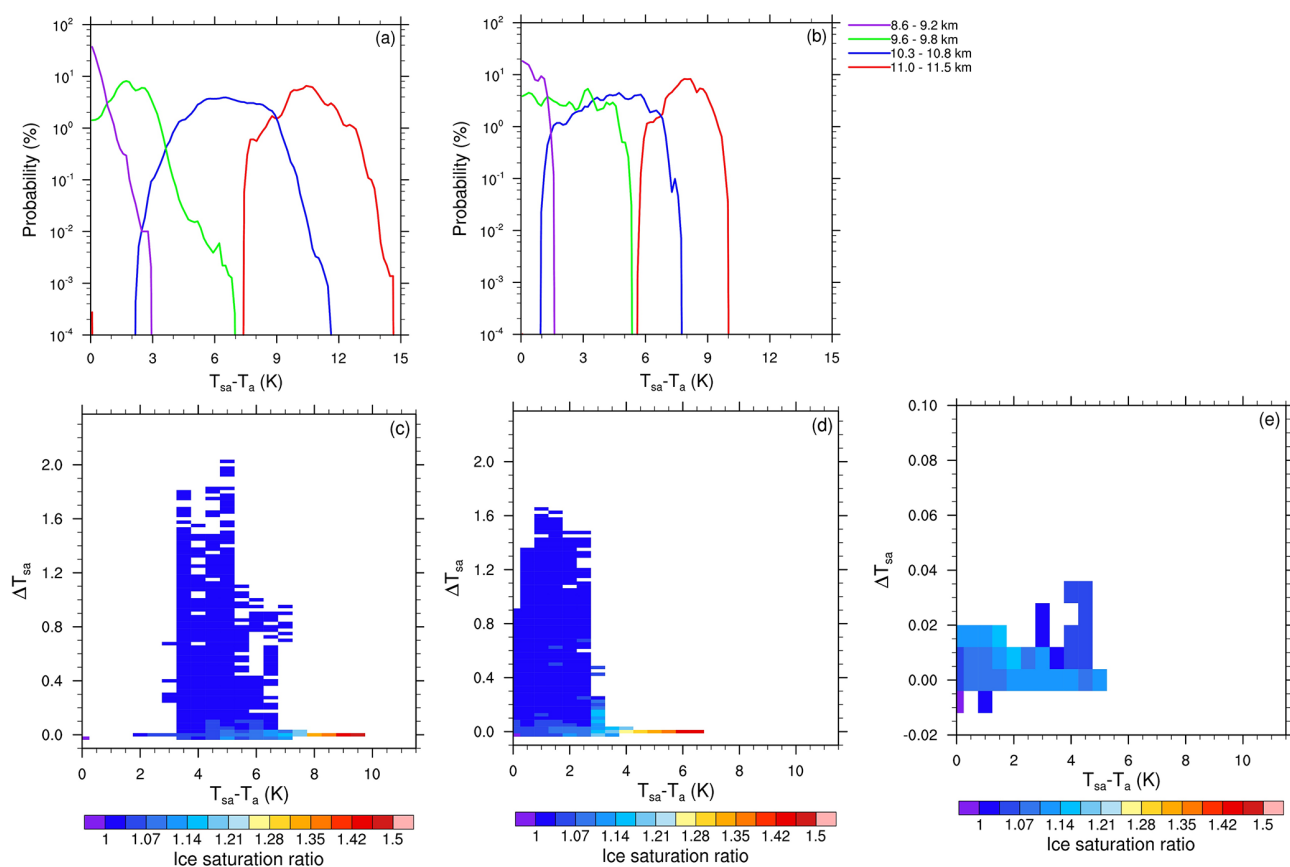 (a)
10² 10¹ 10⁰ 10⁻¹ 10⁻² 10⁻³ 10⁻⁴
Probability (%)
0 3 6 9 12 15
Tsa-Ta (K)
(b)
10² 10¹ 10⁰ 10⁻¹ 10⁻² 10⁻³ 10⁻⁴
Probability (%)
0 3 6 9 12 15
Tsa-Ta (K)
8.6 - 9.2 km
9.6 - 9.8 km
10.3 - 10.8 km
11.0 - 11.5 km
(c)
2.0 1.6 1.2 0.8 0.4 0.0
ΔTsa
0 2 4 6 8 10
Tsa-Ta (K)
1 1.07 1.14 1.21 1.28 1.35 1.42 1.5
Ice saturation ratio
(d)
2.0 1.6 1.2 0.8 0.4 0.0
ΔTsa
0 2 4 6 8 10
Tsa-Ta (K)
1 1.07 1.14 1.21 1.28 1.35 1.42 1.5
Ice saturation ratio
(e)
0.10 0.08 0.06 0.04 0.02 0.00 -0.02
ΔTsa
0 2 4 6 8 10
Tsa-Ta (K)
1 1.07 1.14 1.21 1.28 1.35 1.42 1.5
Ice saturation ratio